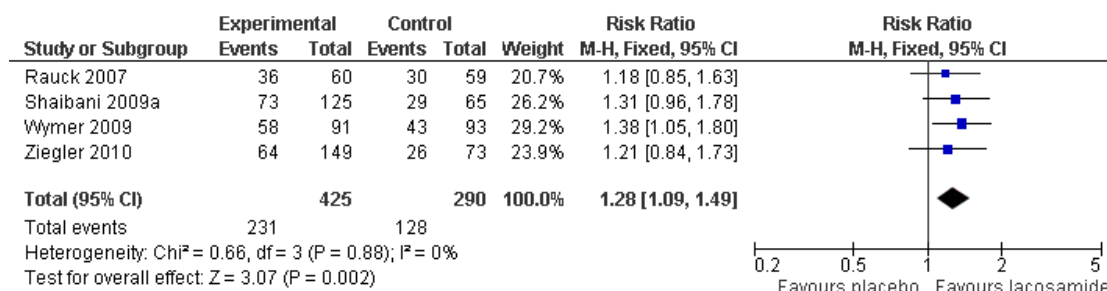 Experimental Control Risk Ratio Risk Ratio
Study or Subgroup Events Total Events Total Weight M-H, Fixed, 95% CI M-H, Fixed, 95% CI
Rauck 2007 36 60 30 59 20.7% 1.18 [0.85, 1.63]
Shaibani 2009a 73 125 29 65 26.2% 1.31 [0.96, 1.78]
Wymer 2009 58 91 43 93 29.2% 1.38 [1.05, 1.80]
Ziegler 2010 64 149 26 73 23.9% 1.21 [0.84, 1.73]
Total (95% CI) 425 290 100.0% 1.28 [1.09, 1.49]
Total events 231 128
Heterogeneity: Chi² = 0.66, df = 3 (P = 0.88); I² = 0%
Test for overall effect: Z = 3.07 (P = 0.002)
0.2 0.5 1 2 5
Favours placebo Favours lacosamide